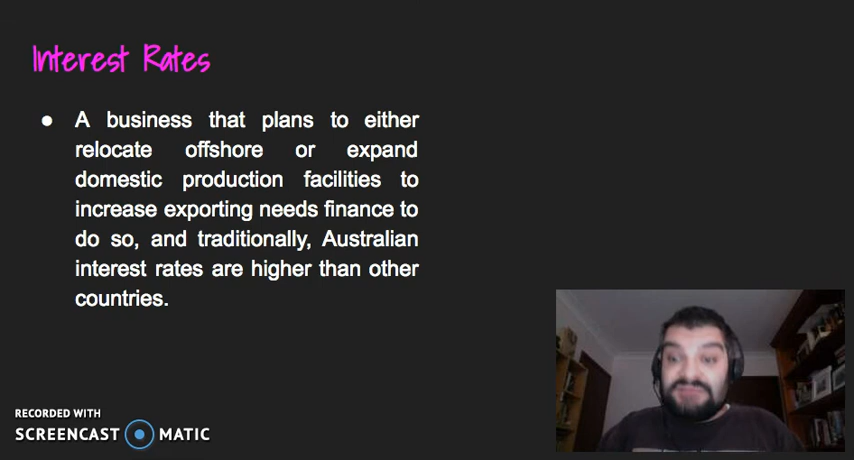 Interest Rates
● A business that plans to either
relocate offshore or expand
domestic production facilities to
increase exporting needs finance to
do so, and traditionally, Australian
interest rates are higher than other
countries.
RECORDED WITH
SCREENCAST MATIC